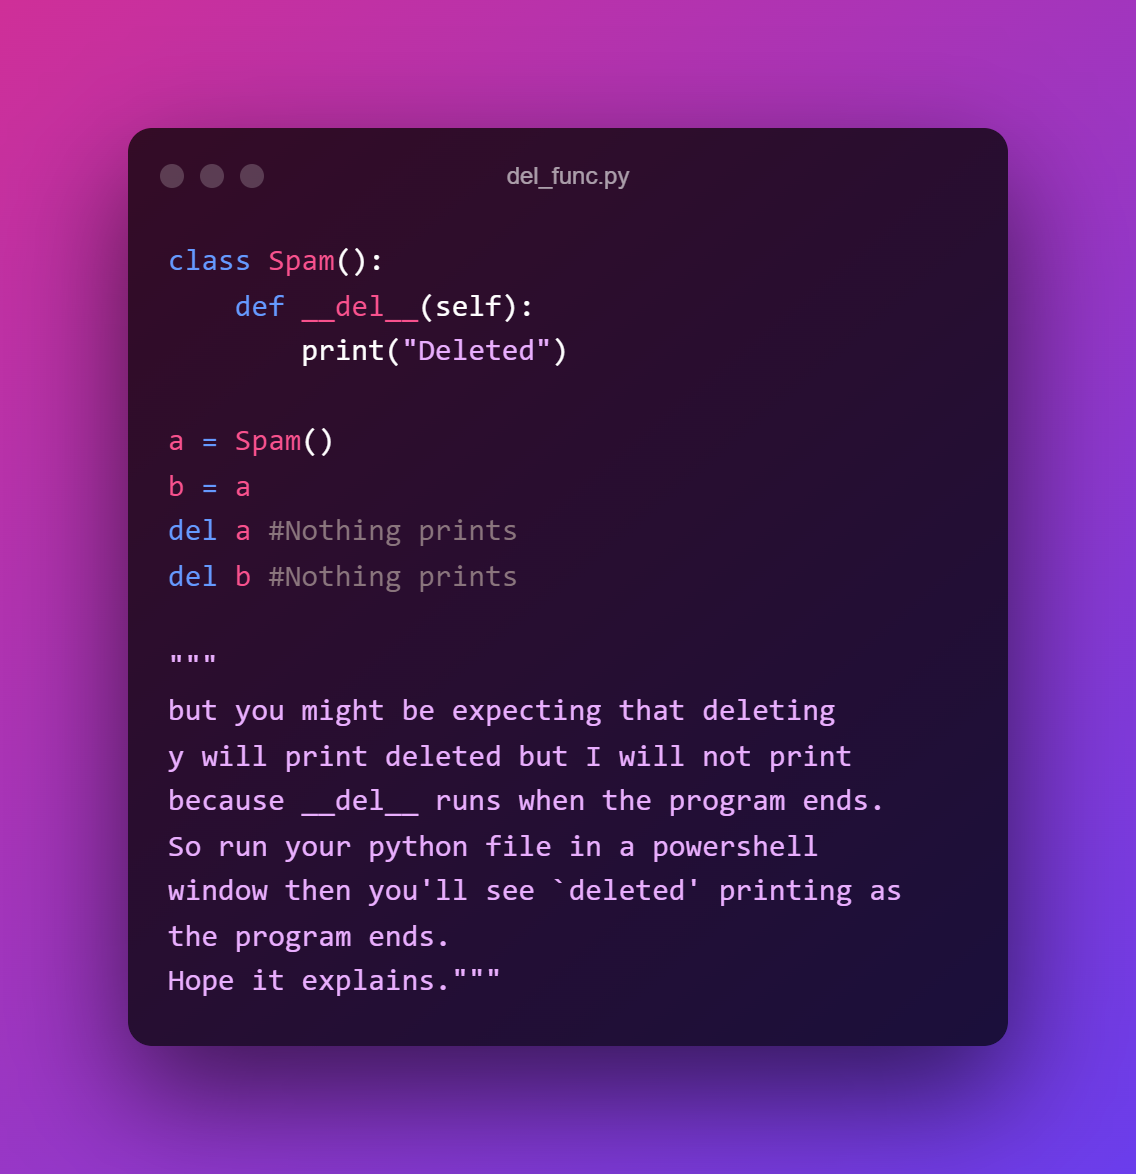 del_func.py
class Spam():
    def __del__(self):
        print("Deleted")
a = Spam()
b = a
del a #Nothing prints
del b #Nothing prints
"""
but you might be expecting that deleting
y will print deleted but I will not print
because __del__ runs when the program ends.
So run your python file in a powershell
window then you'll see `deleted' printing as
the program ends.
Hope it explains."""